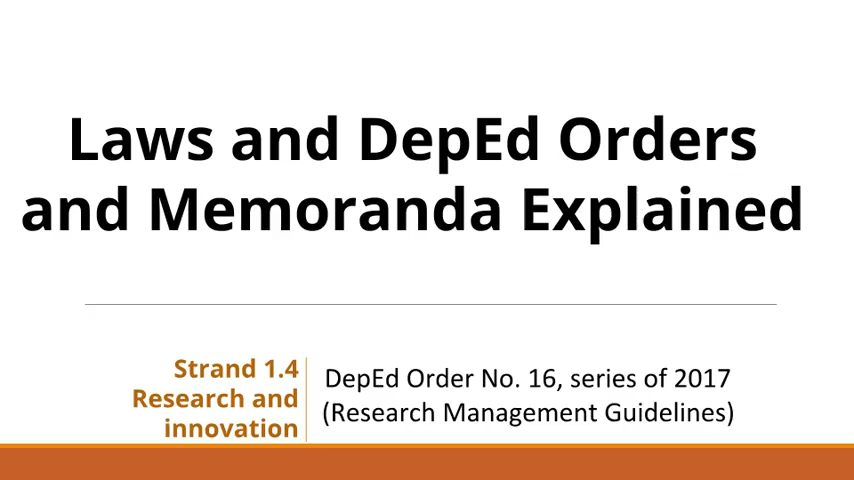 Laws and DepEd Orders
and Memoranda Explained
Strand 1.4
Research and
innovation
DepEd Order No. 16, series of 2017
(Research Management Guidelines)